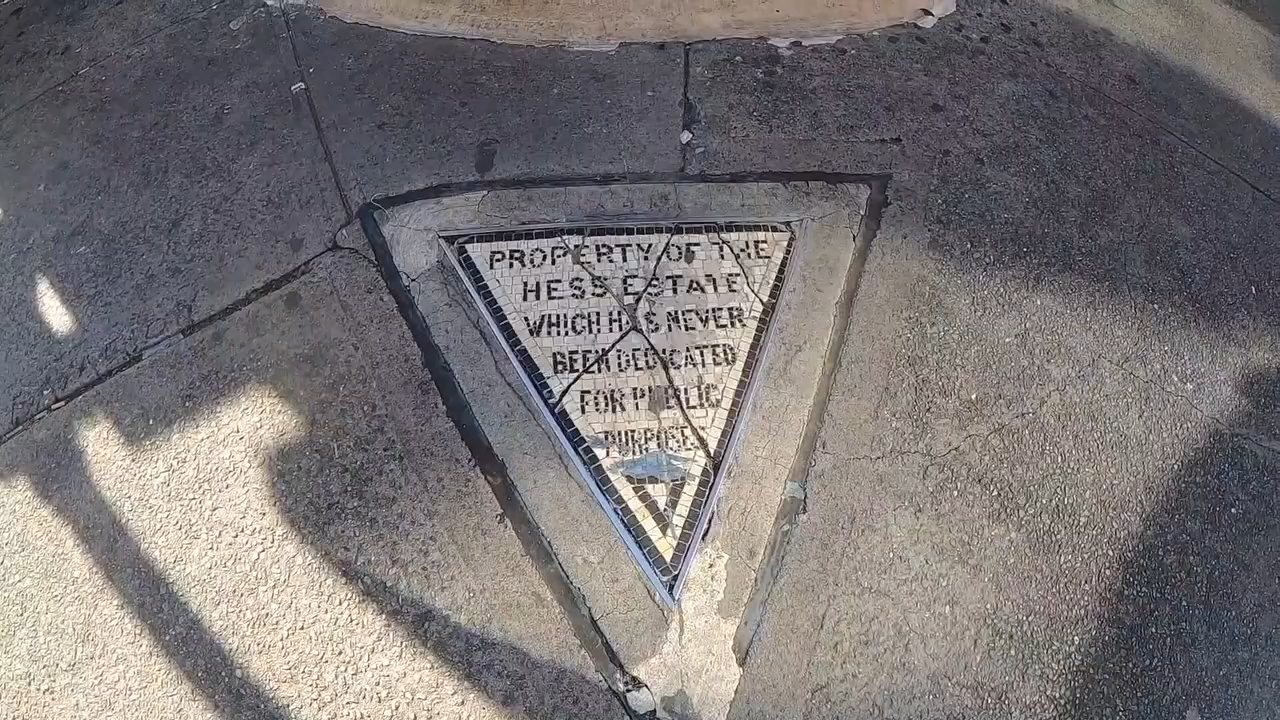 PROPERTY OF THE
HESS ESTATE
WHICH HAS NEVER
BEEN DEDICATED
FOR PUBLIC
PURPOSES